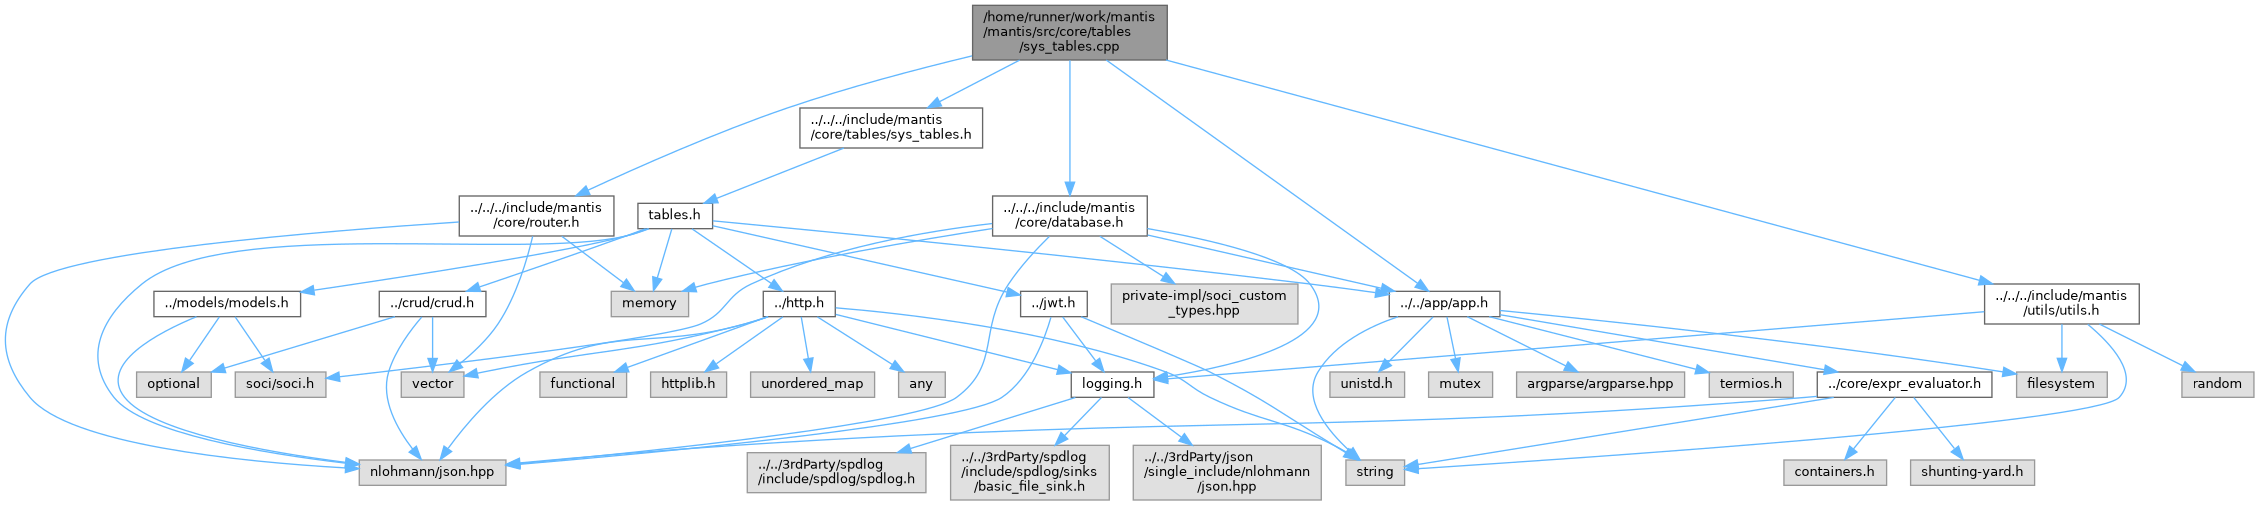 /home/runner/work/mantis
/mantis/src/core/tables
/sys_tables.cpp
../../../include/mantis
/core/tables/sys_tables.h
../../../include/mantis
/core/router.h
tables.h
../../../include/mantis
/core/database.h
../models/models.h
../crud/crud.h
memory
../http.h
../jwt.h
private-impl/soci_custom
_types.hpp
../../app/app.h
../../../include/mantis
/utils/utils.h
optional
soci/soci.h
vector
functional
httplib.h
unordered_map
any
logging.h
unistd.h
mutex
argparse/argparse.hpp
termios.h
../core/expr_evaluator.h
filesystem
random
nlohmann/json.hpp
../../3rdParty/spdlog
/include/spdlog/spdlog.h
../../3rdParty/spdlog
/include/spdlog/sinks
/basic_file_sink.h
../../3rdParty/json
/single_include/nlohmann
/json.hpp
string
containers.h
shunting-yard.h